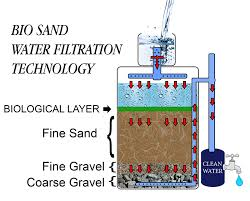 BIO SAND
WATER FILTRATION
TECHNOLOGY
BIOLOGICAL LAYER
Fine Sand
Fine Gravel
Coarse Gravel
CLEAN
WATER